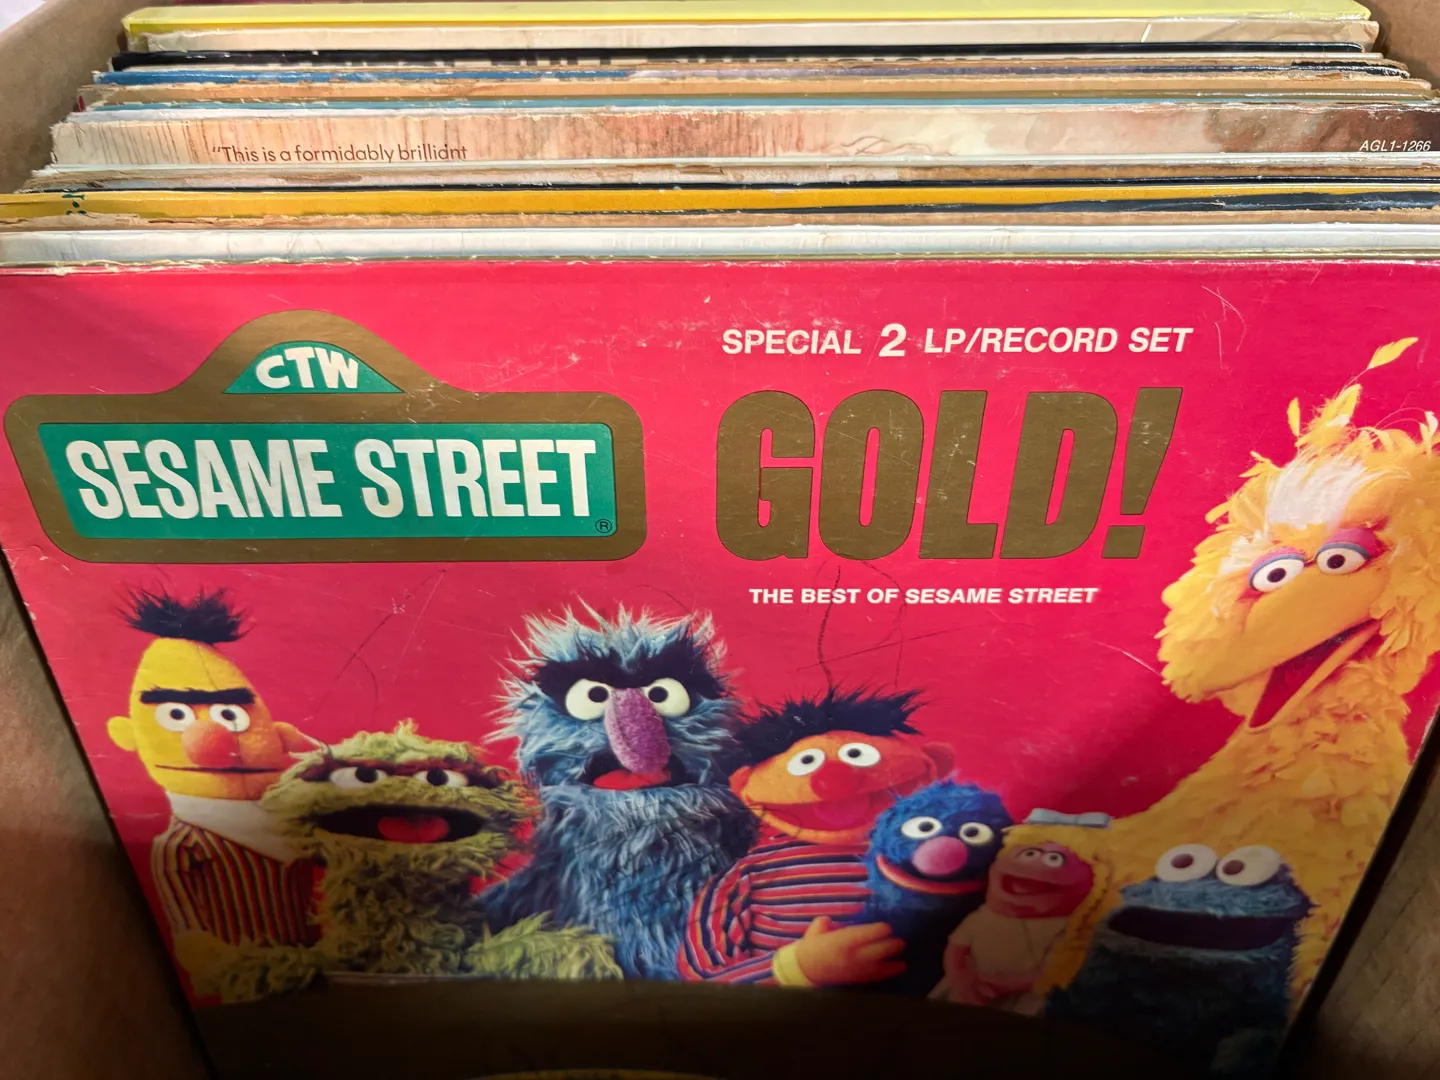 "This is a formidably brilliant
AGL1-1266
CTW
SESAME STREET
®
SPECIAL 2 LP/RECORD SET
GOLD!
THE BEST OF SESAME STREET